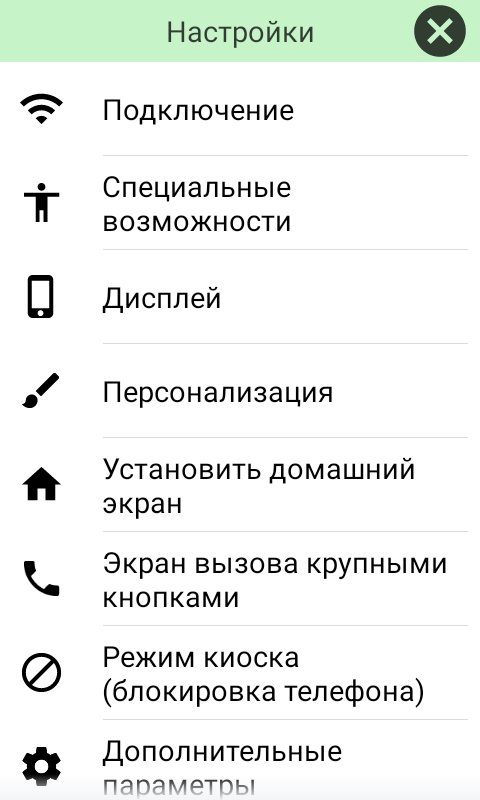 Настройки
Подключение
Специальные
возможности
Дисплей
Персонализация
Установить домашний
экран
Экран вызова крупными
кнопками
Режим киоска
(блокировка телефона)
Дополнительные
параметры